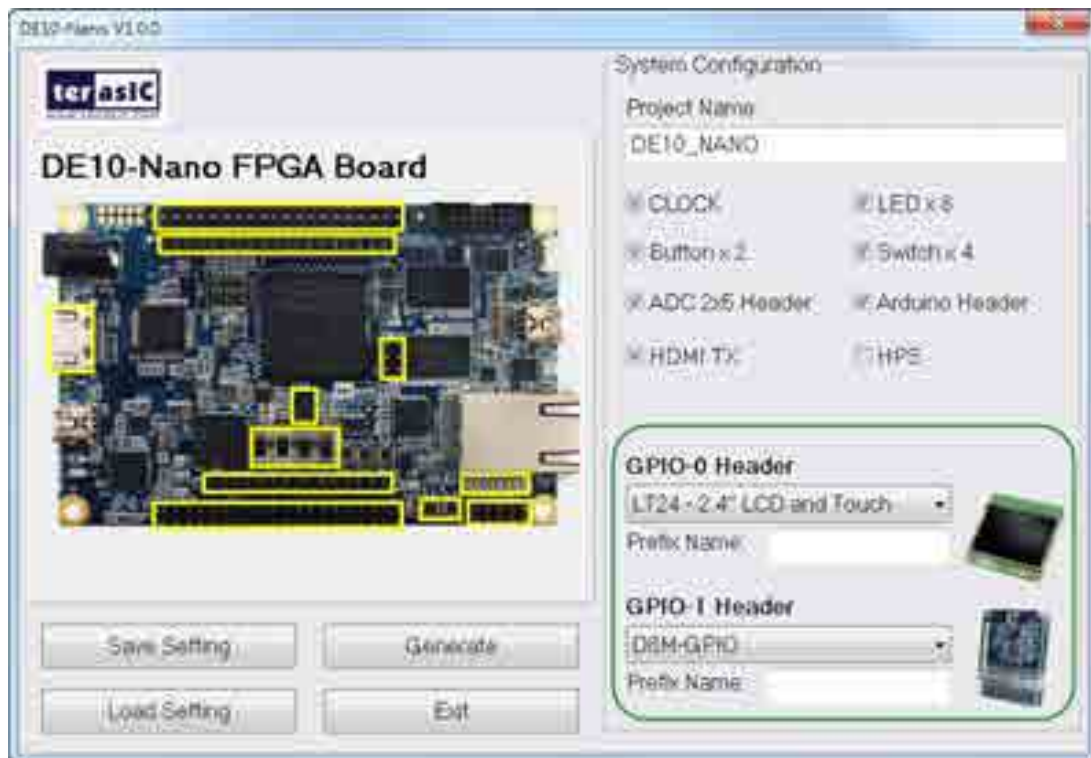 DE10-Nano V1.0.0
terasIC
DE10-Nano FPGA Board
Save Setting
Generate
Load Setting
Exit
System Configuration
Project Name
DE10_NANO
CLOCK
LED x 8
Button x 2
Switch x 4
ADC 2x5 Header
Arduino Header
HDMI TX
HPS
GPIO-0 Header
LT24 - 2.4" LCD and Touch
Prefix Name:
GPIO-1 Header
D8M-GPIO
Prefix Name: